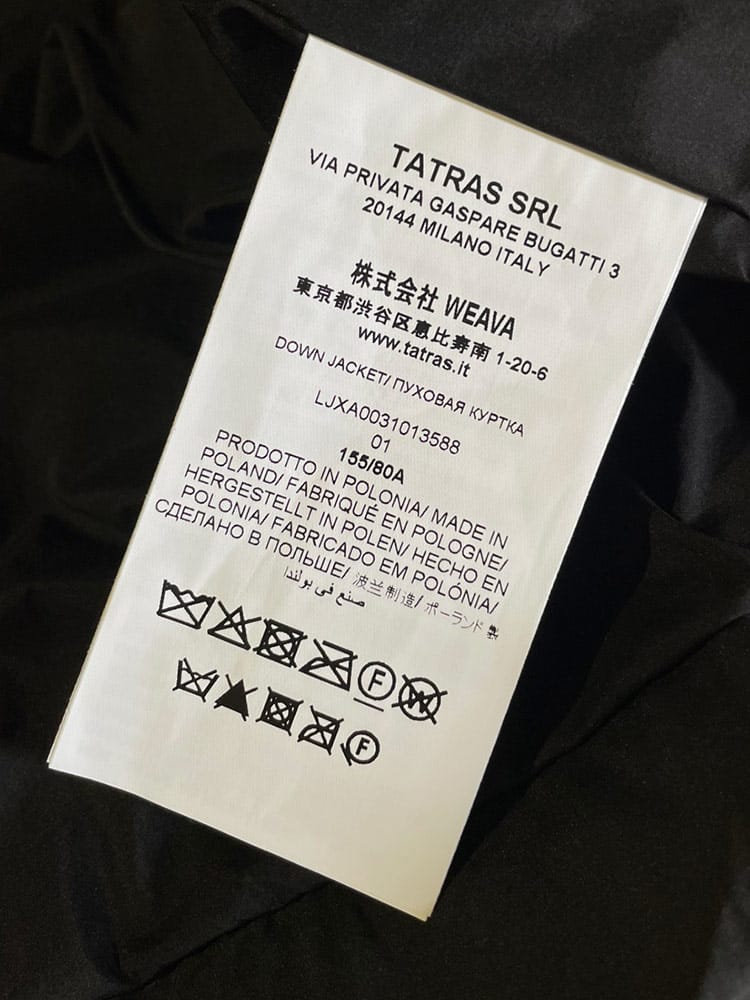 TATRAS SRL
VIA PRIVATA GASPARE BUGATTI 3
20144 MILANO ITALY
株式会社 WEAVA
東京都渋谷区恵比寿南 1-20-6
www.tatras.it
DOWN JACKET/ ПУХОВАЯ КУРТКА
LJXA0031013588
01
155/80A
PRODOTTO IN POLONIA/ MADE IN
POLAND/ FABRIQUÉ EN POLOGNE/
HERGESTELLT IN POLEN/ HECHO EN
POLONIA/ FABRICADO EM POLÓNIA/
СДЕЛАНО В ПОЛЬШЕ/ 波兰制造/ ポーランド製
صنع في بولندا
F W
F